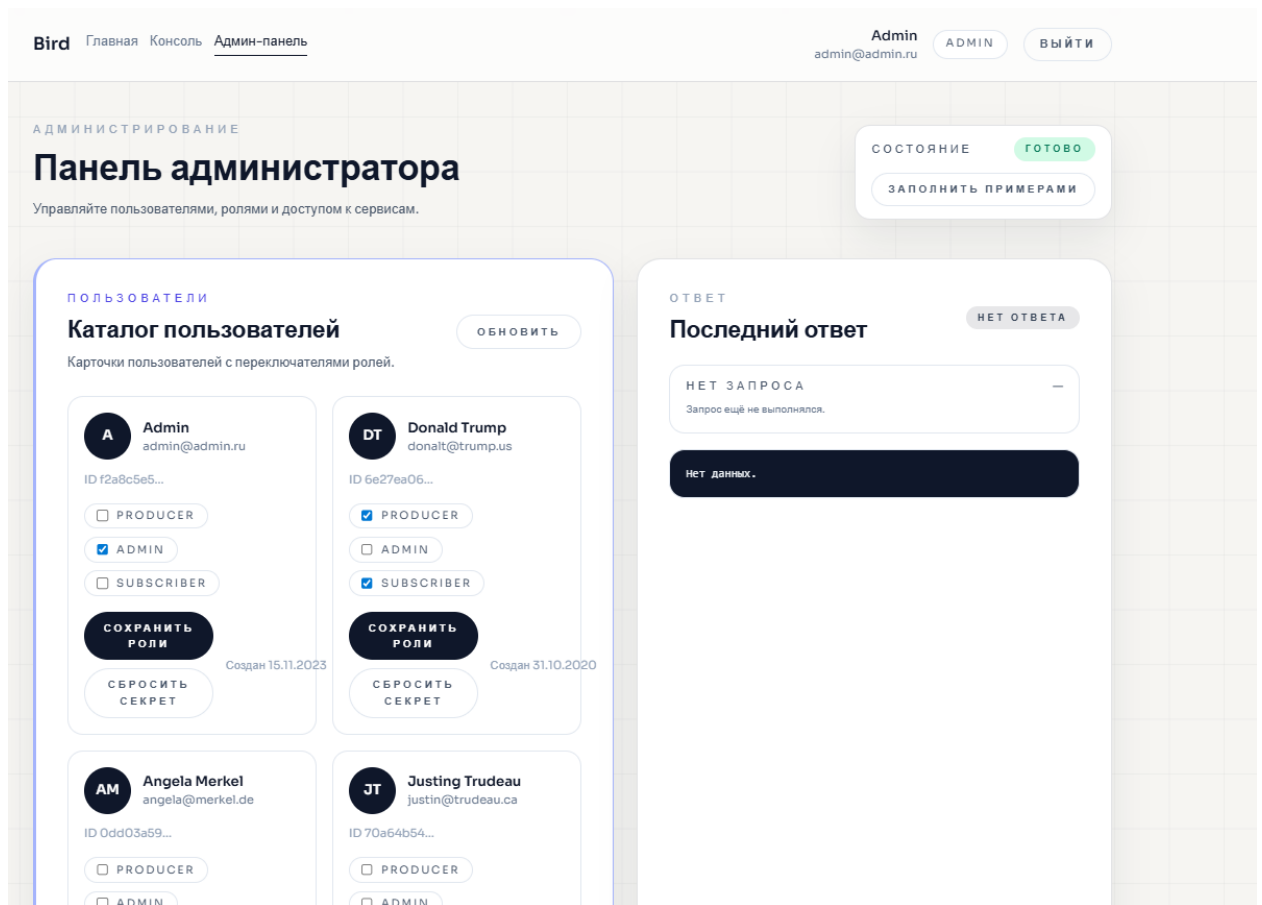 Bird Главная Консоль Админ-панель
Admin
admin@admin.ru
ADMIN
ВЫЙТИ
АДМИНИСТРИРОВАНИЕ
Панель администратора
Управляйте пользователями, ролями и доступом к сервисам.
СОСТОЯНИЕ ГОТОВО
ЗАПОЛНИТЬ ПРИМЕРАМИ
ПОЛЬЗОВАТЕЛИ
Каталог пользователей
Карточки пользователей с переключателями ролей.
ОБНОВИТЬ
A
Admin
admin@admin.ru
ID f2a8c5e5...
PRODUCER
ADMIN
SUBSCRIBER
СОХРАНИТЬ
РОЛИ
СБРОСИТЬ
СЕКРЕТ
Создан 15.11.2023
DT
Donald Trump
donalt@trump.us
ID 6e27ea06...
PRODUCER
ADMIN
SUBSCRIBER
СОХРАНИТЬ
РОЛИ
СБРОСИТЬ
СЕКРЕТ
Создан 31.10.2020
AM
Angela Merkel
angela@merkel.de
ID 0dd03a59...
PRODUCER
ADMIN
JT
Justing Trudeau
justin@trudeau.ca
ID 70a64b54...
PRODUCER
ADMIN
ОТВЕТ
Последний ответ
НЕТ ОТВЕТА
НЕТ ЗАПРОСА —
Запрос ещё не выполнялся.
Нет данных.